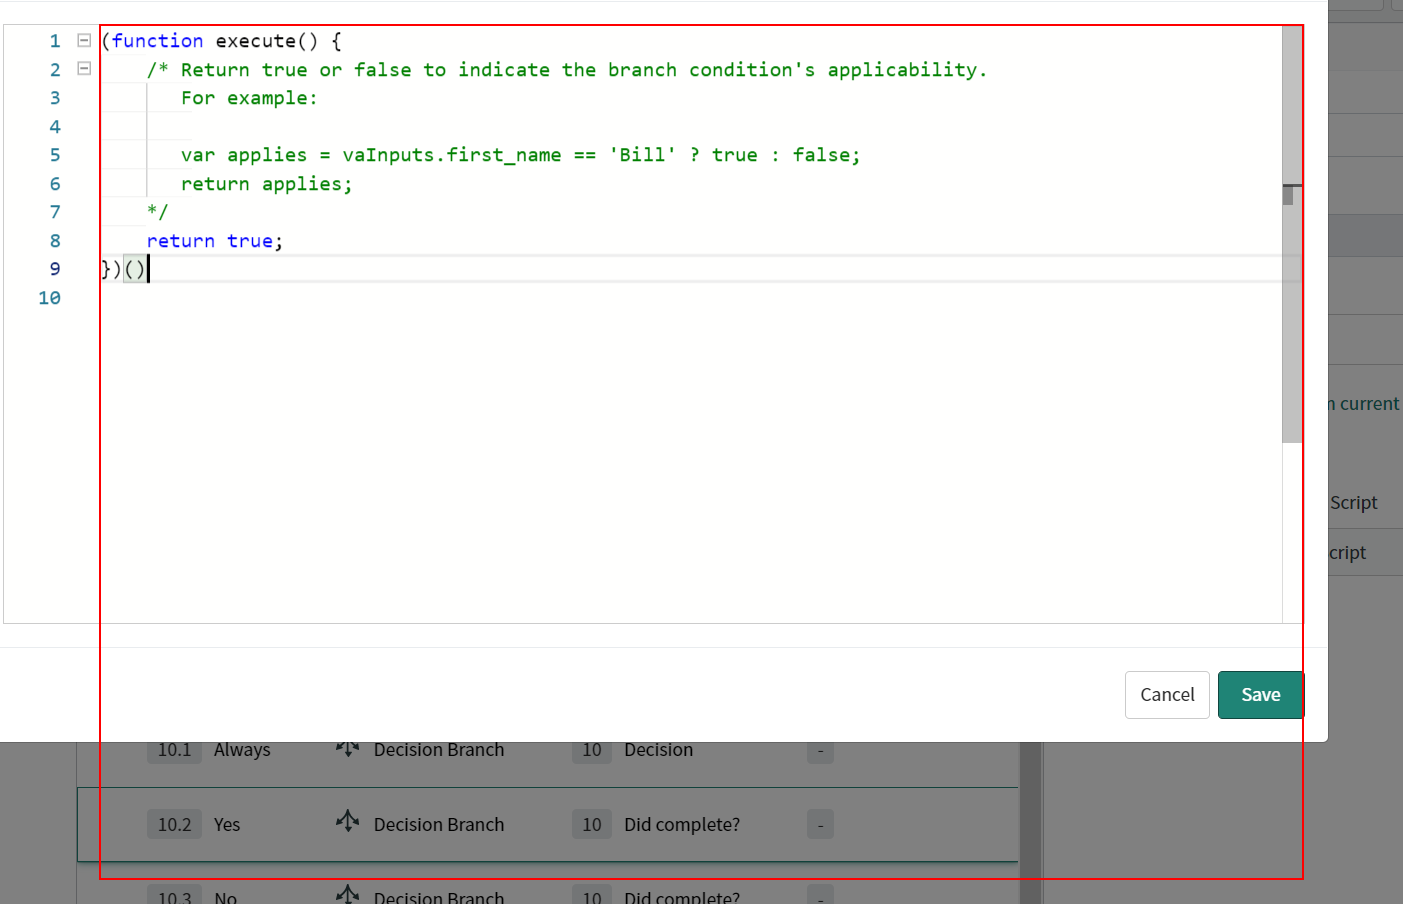 1 (function execute() {
2 /* Return true or false to indicate the branch condition's applicability.
3 For example:
4
5 var applies = vaInputs.first_name == 'Bill' ? true : false;
6 return applies;
7 */
8 return true;
9 })()
10
n current
Script
cript
Cancel Save
10.1 Always Decision Branch 10 Decision -
10.2 Yes Decision Branch 10 Did complete? -
10.3 No Decision Branch 10 Did complete? -